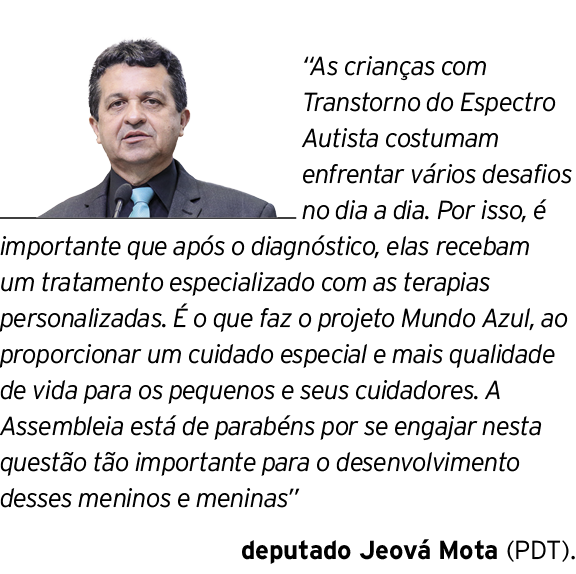 “As crianças com
Transtorno do Espectro
Autista costumam
enfrentar vários desafios
no dia a dia. Por isso, é
importante que após o diagnóstico, elas recebam
um tratamento especializado com as terapias
personalizadas. É o que faz o projeto Mundo Azul, ao
proporcionar um cuidado especial e mais qualidade
de vida para os pequenos e seus cuidadores. A
Assembleia está de parabéns por se engajar nesta
questão tão importante para o desenvolvimento
desses meninos e meninas”
deputado Jeová Mota (PDT).